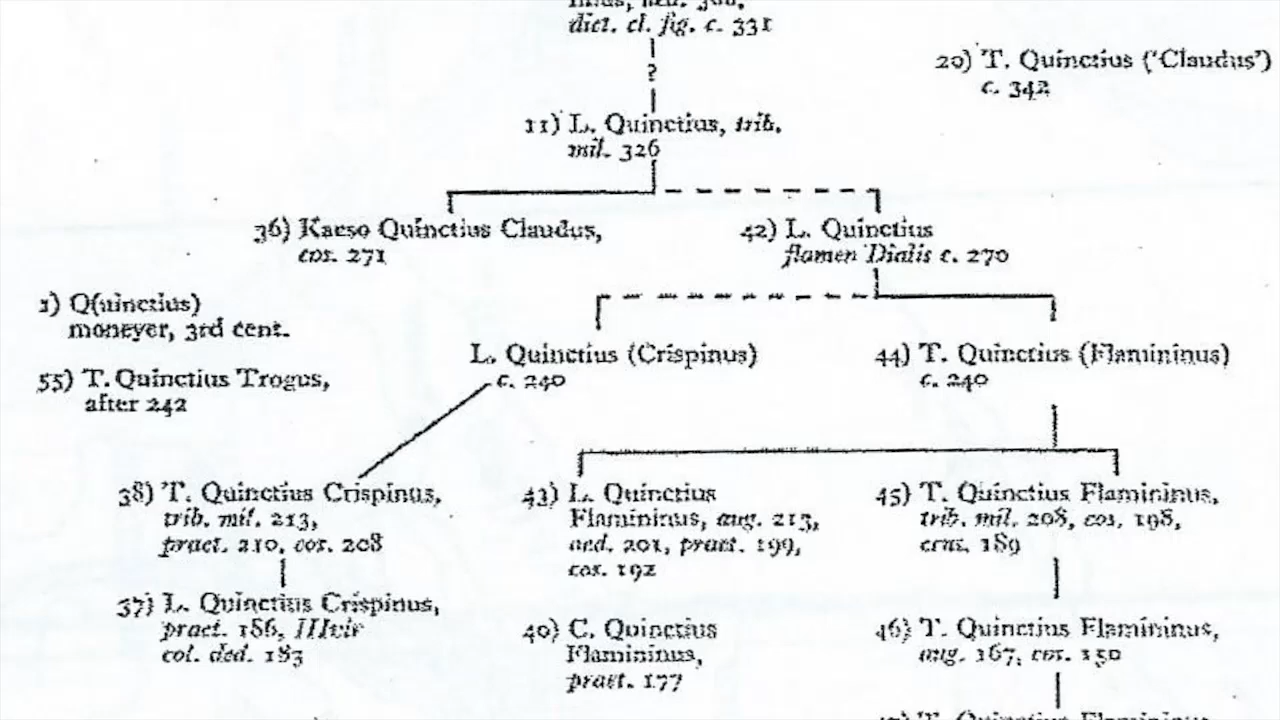 dict. cl. fig. c. 331
?
20) T. Quinctius ('Claudus')
c. 342
11) L. Quinctius, trib.
mil. 326
36) Kaeso Quinctius Claudus,
cos. 271
42) L. Quinctius
flamen Dialis c. 270
1) Q(uinctius)
moneyer, 3rd cent.
55) T. Quinctius Trogus,
after 242
L. Quinctius (Crispinus)
c. 240
44) T. Quinctius (Flamininus)
c. 240
38) T. Quinctius Crispinus,
trib. mil. 213,
praet. 210, cos. 208
43) L. Quinctius
Flamininus, aug. 213,
aed. 201, praet. 199,
cos. 192
45) T. Quinctius Flamininus,
trib. mil. 208, cos. 198,
cens. 189
37) L. Quinctius Crispinus,
praet. 186, IIIvir
col. ded. 183
40) C. Quinctius
Flamininus,
praet. 177
46) T. Quinctius Flamininus,
aug. 167, cos. 150
T. Quinctius Flamininus